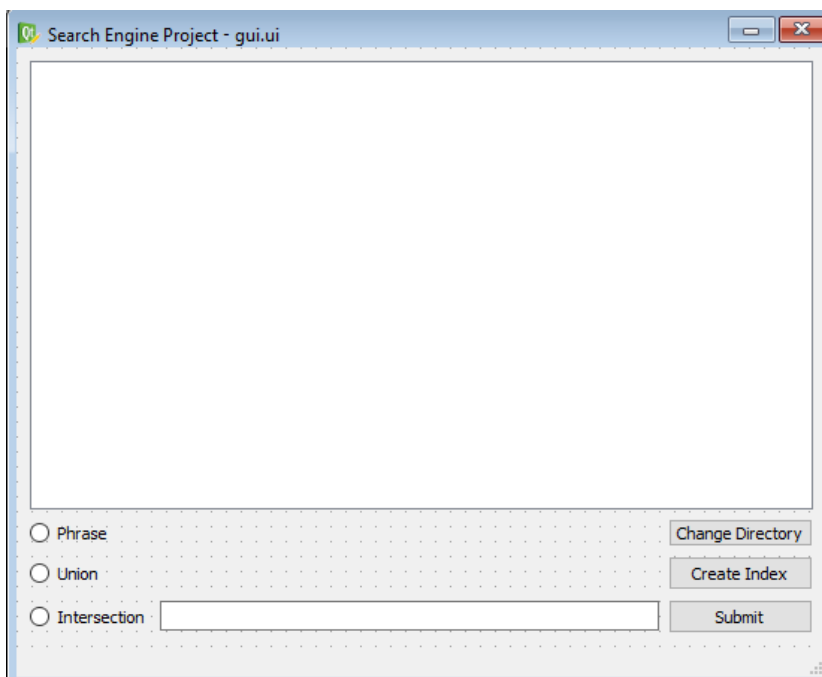 Search Engine Project - gui.ui
Phrase
Change Directory
Union
Create Index
Intersection
Submit